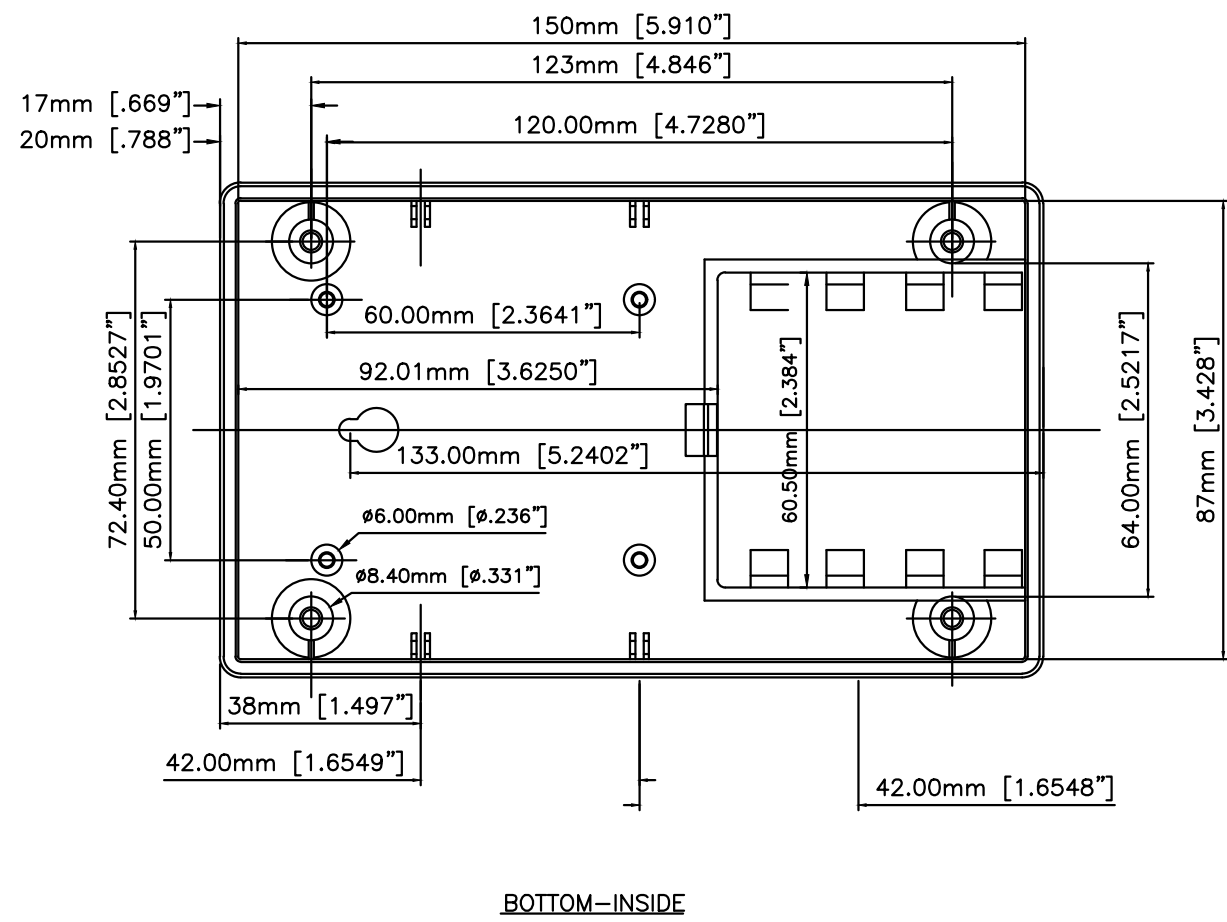 150mm [5.910”]
123mm [4.846”]
17mm [.669”]
120.00mm [4.7280”]
20mm [.788”]
60.00mm [2.3641”]
92.01mm [3.6250”]
72.40mm [2.8527”]
50.00mm [1.9701”]
60.50mm [2.384”]
64.00mm [2.5217”]
87mm [3.428”]
133.00mm [5.2402”]
ø6.00mm [ø.236”]
ø8.40mm [ø.331”]
38mm [1.497”]
42.00mm [1.6549”]
42.00mm [1.6548”]
BOTTOM–INSIDE